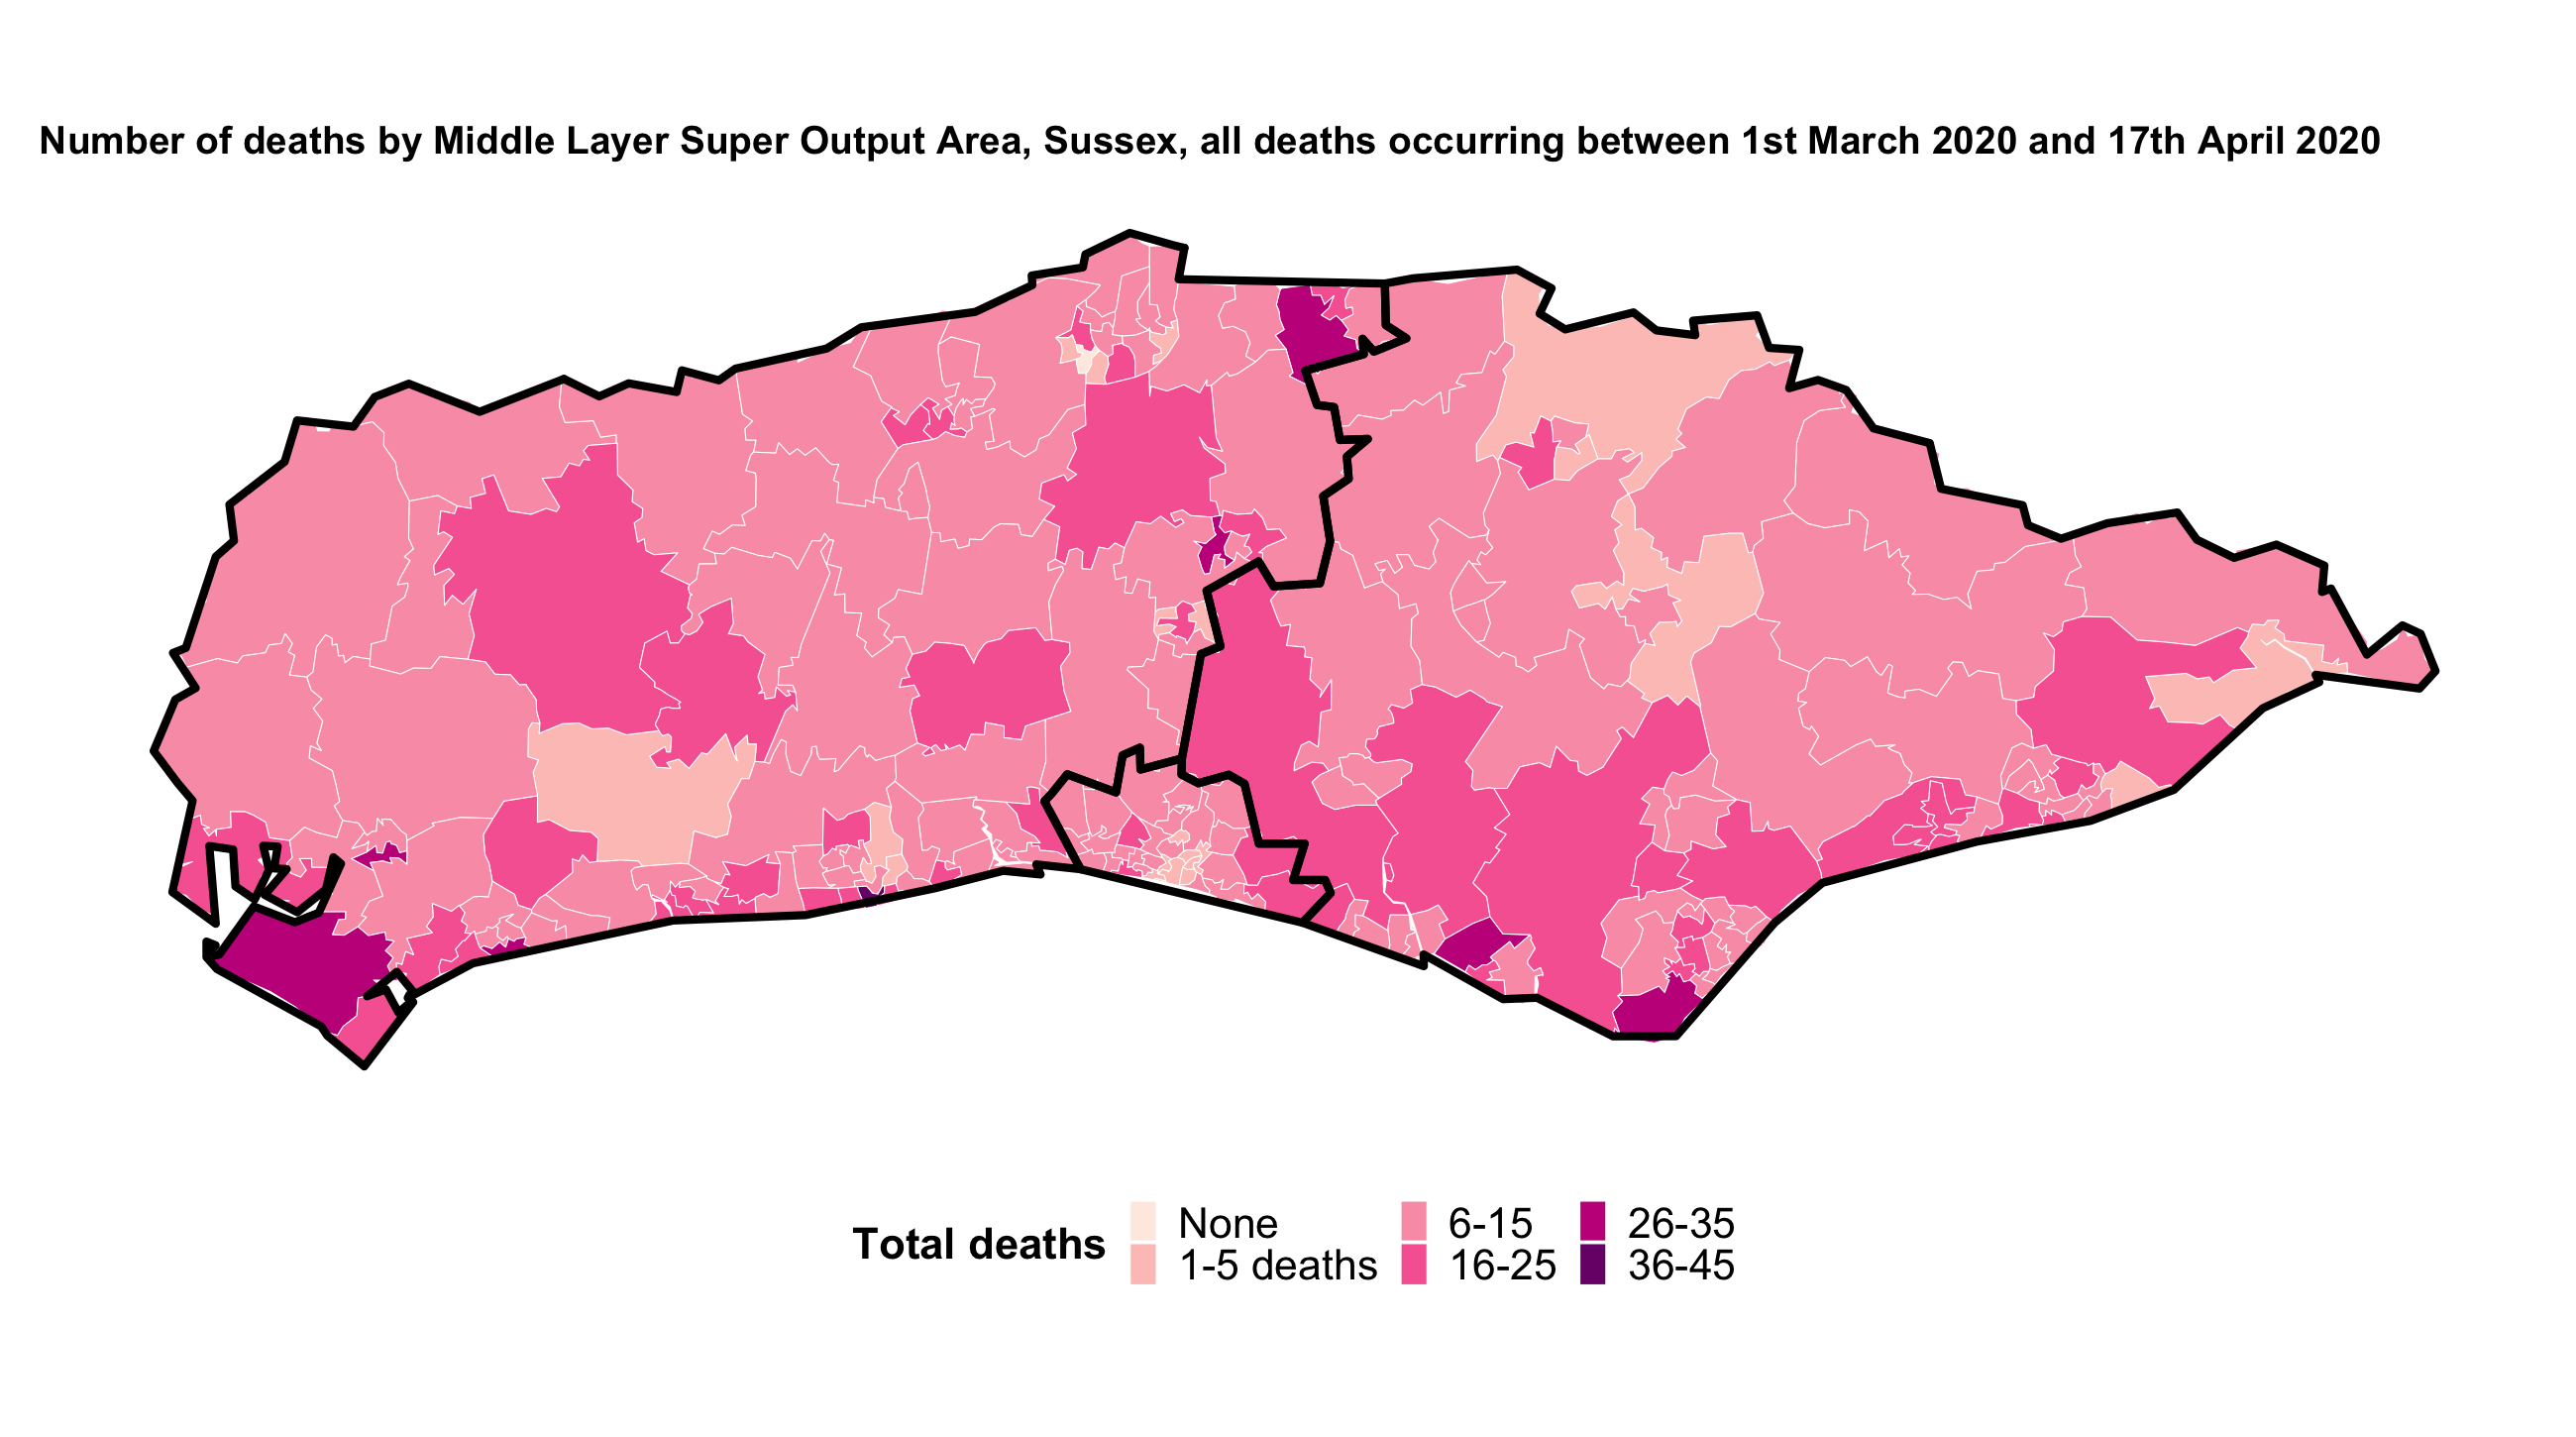 Number of deaths by Middle Layer Super Output Area, Sussex, all deaths occurring between 1st March 2020 and 17th April 2020
Total deaths
None
1-5 deaths
6-15
16-25
26-35
36-45